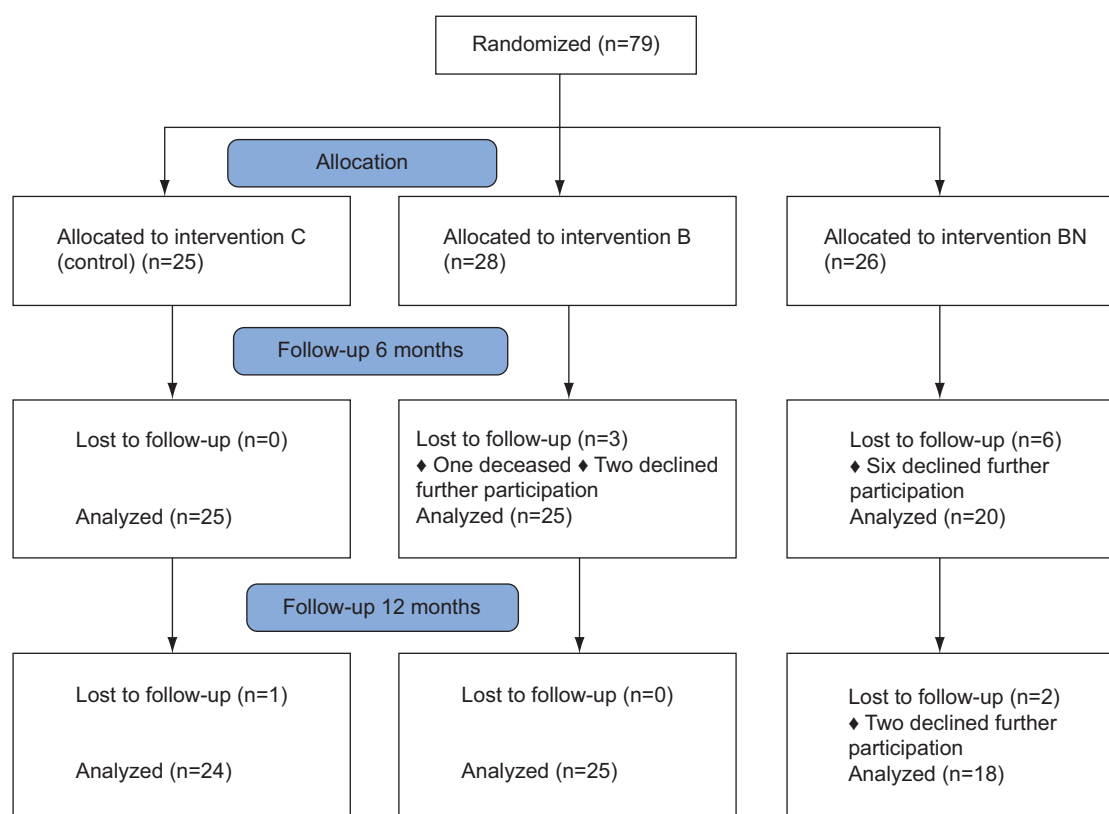 Randomized (n=79)
Allocation
Allocated to intervention C
(control) (n=25)
Allocated to intervention B
(n=28)
Allocated to intervention BN
(n=26)
Follow-up 6 months
Lost to follow-up (n=0)
Analyzed (n=25)
Lost to follow-up (n=3)
♦ One deceased ♦ Two declined
further participation
Analyzed (n=25)
Lost to follow-up (n=6)
♦ Six declined further
participation
Analyzed (n=20)
Follow-up 12 months
Lost to follow-up (n=1)
Analyzed (n=24)
Lost to follow-up (n=0)
Analyzed (n=25)
Lost to follow-up (n=2)
♦ Two declined further
participation
Analyzed (n=18)